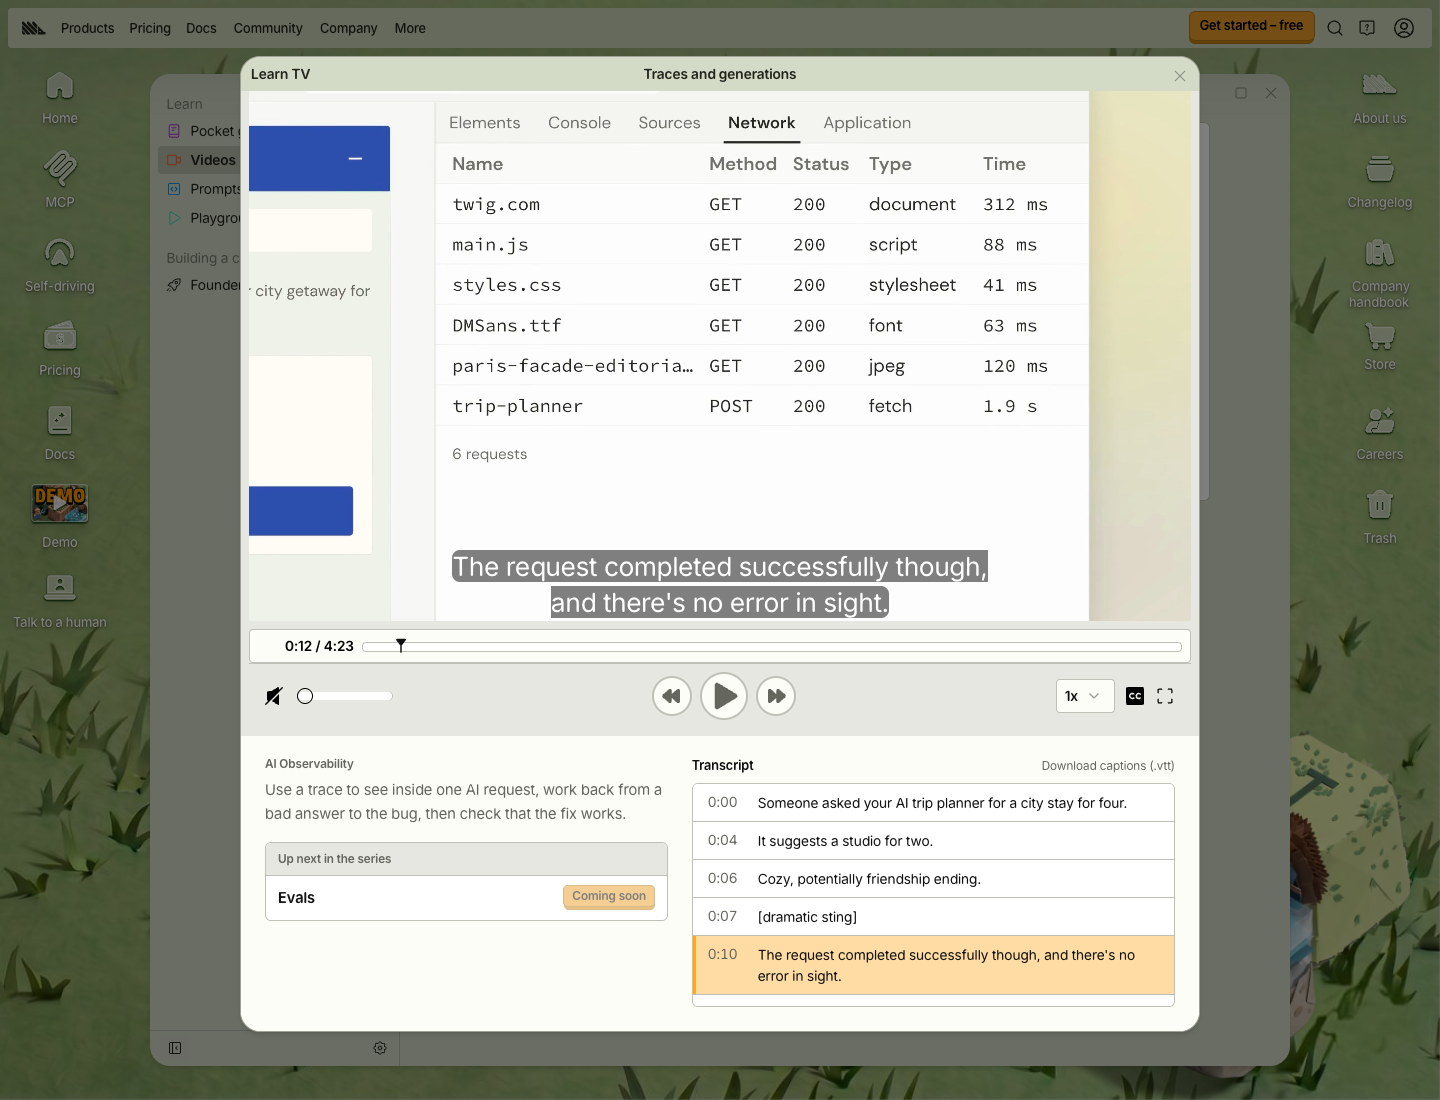 Products Pricing Docs Community Company More
Get started – free
Learn TV
Traces and generations
Home
MCP
Self-driving
Pricing
Docs
DEMO
Demo
Talk to a human
Learn
Pocket
Videos
Prompts
Building a
About us
Changelog
Company
handbook
Store
Careers
Trash
city getaway for
Elements Console Sources Network Application
Name Method Status Type Time
twig.com GET 200 document 312 ms
main.js GET 200 script 88 ms
styles.css GET 200 stylesheet 41 ms
DMSans.ttf GET 200 font 63 ms
paris-facade-editoria… GET 200 jpeg 120 ms
trip-planner POST 200 fetch 1.9 s
6 requests
The request completed successfully though,
and there's no error in sight.
0:12 / 4:23
1x
CC
AI Observability
Use a trace to see inside one AI request, work back from a
bad answer to the bug, then check that the fix works.
Up next in the series
Evals
Coming soon
Transcript
Download captions (.vtt)
0:00 Someone asked your AI trip planner for a city stay for four.
0:04 It suggests a studio for two.
0:06 Cozy, potentially friendship ending.
0:07 [dramatic sting]
0:10 The request completed successfully though, and there's no
error in sight.